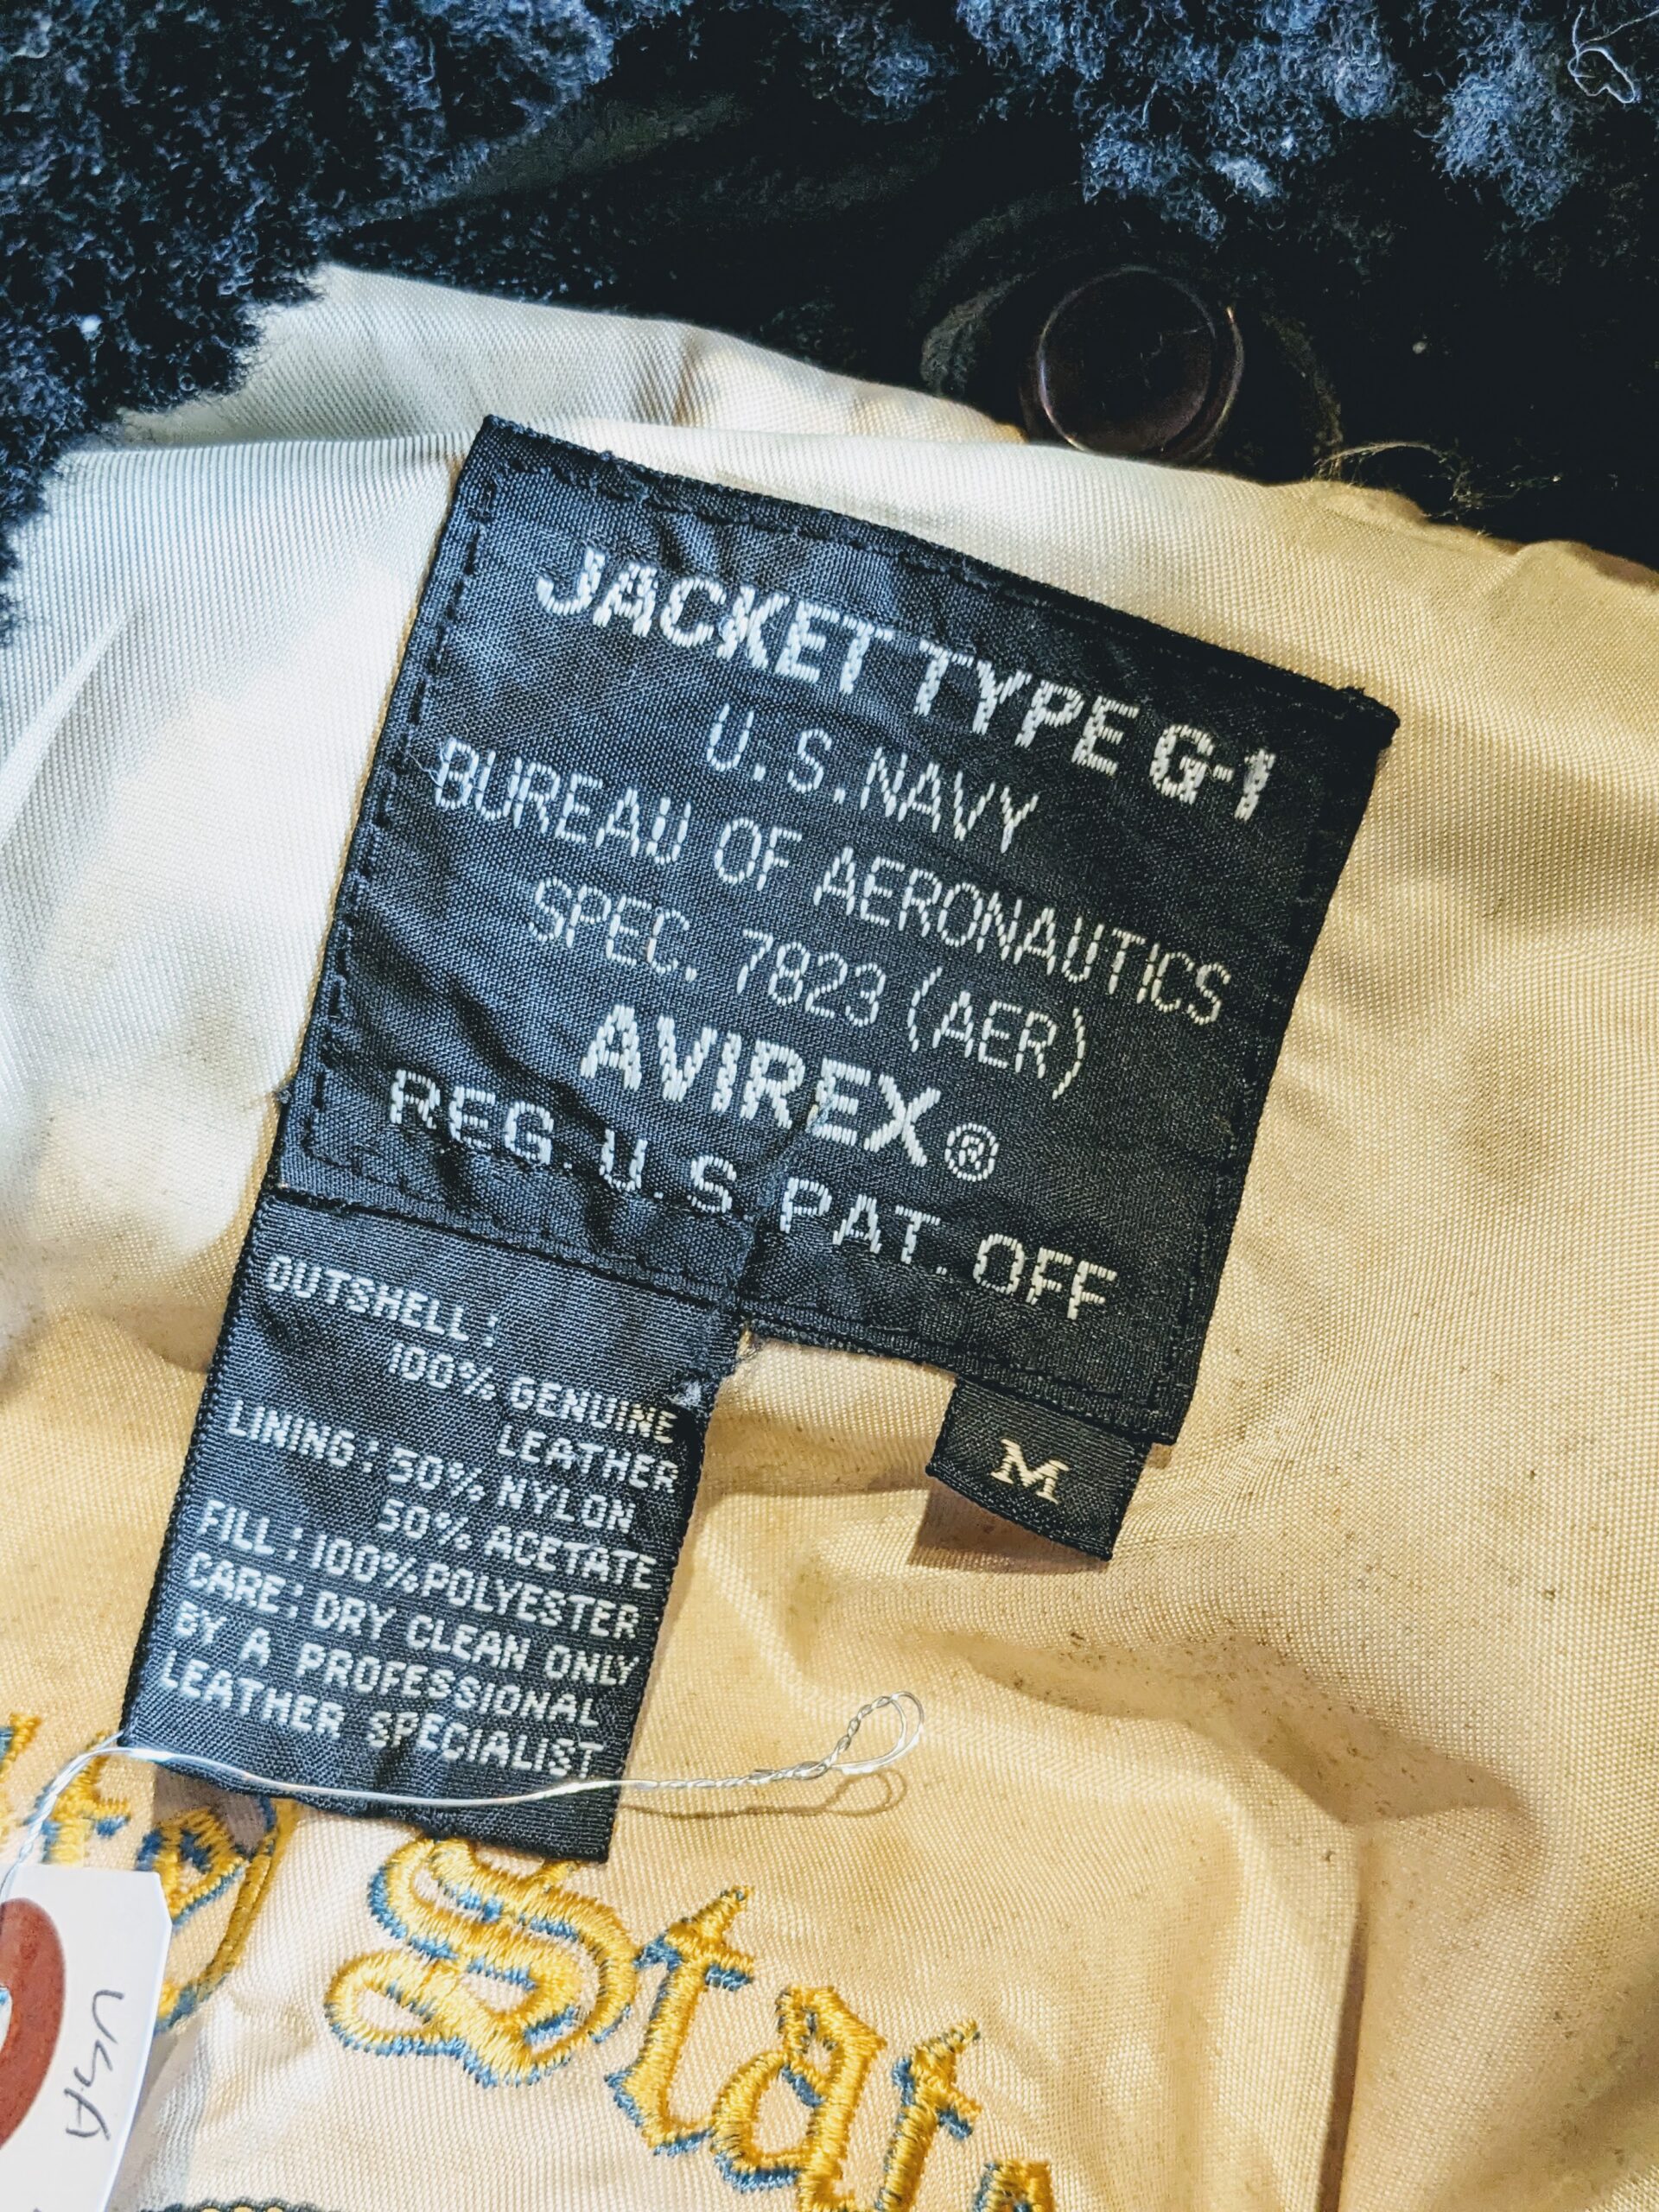 JACKET TYPE G-1
U.S. NAVY
BUREAU OF AERONAUTICS
SPEC. 7823 (AER)
AVIREX®
REG. U.S. PAT. OFF
M
OUTSHELL:
100% GENUINE
LEATHER
LINING: 50% NYLON
50% ACETATE
FILL: 100% POLYESTER
CARE: DRY CLEAN ONLY
BY A PROFESSIONAL
LEATHER SPECIALIST
USA